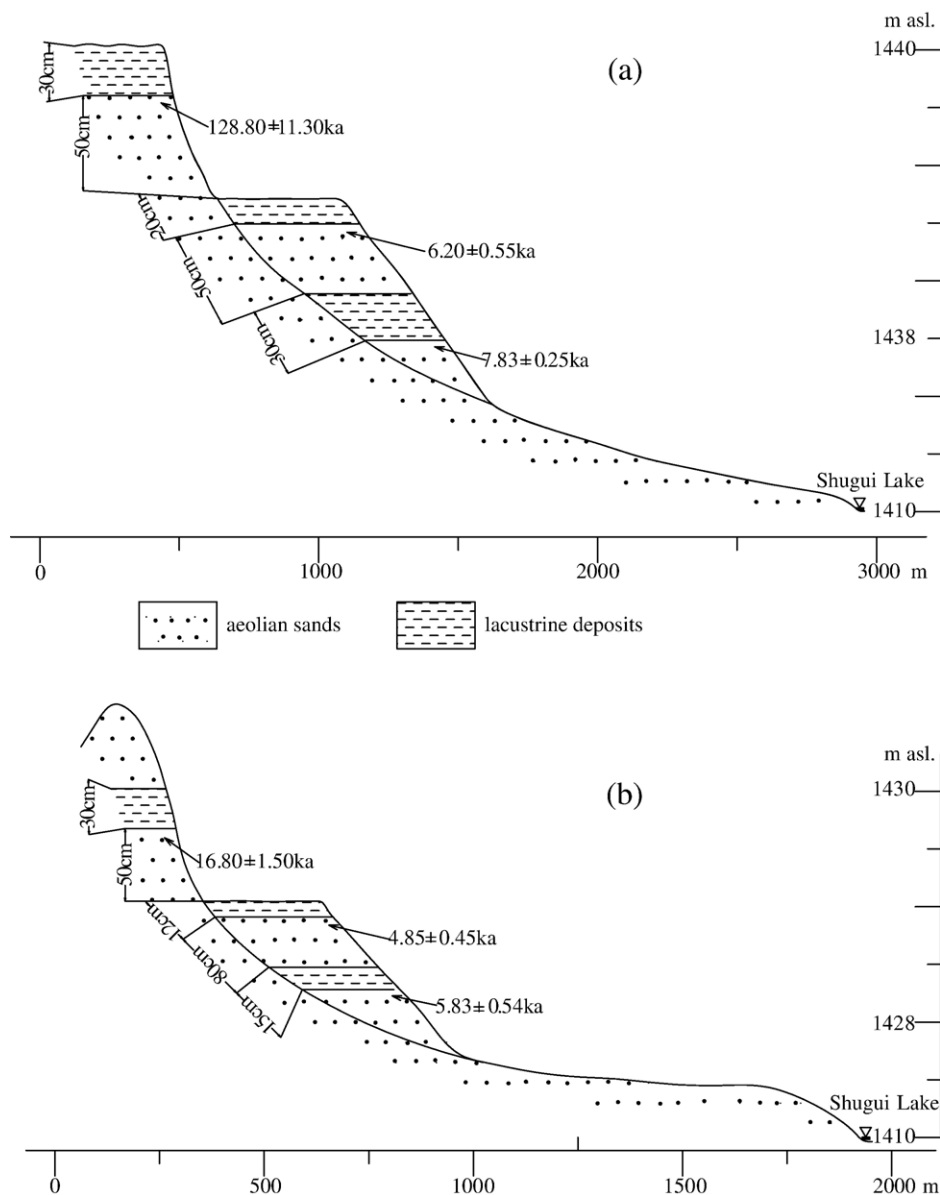 m asl.
1440
(a)
30cm
128.80±11.30ka
50cm
20cm
6.20±0.55ka
50cm
30cm
1438
7.83±0.25ka
Shugui Lake
1410
0 1000 2000 3000 m
aeolian sands lacustrine deposits
m asl.
1430
(b)
30cm
16.80±1.50ka
50cm
12cm
4.85±0.45ka
80cm
15cm
5.83±0.54ka
1428
Shugui Lake
1410
0 500 1000 1500 2000 m